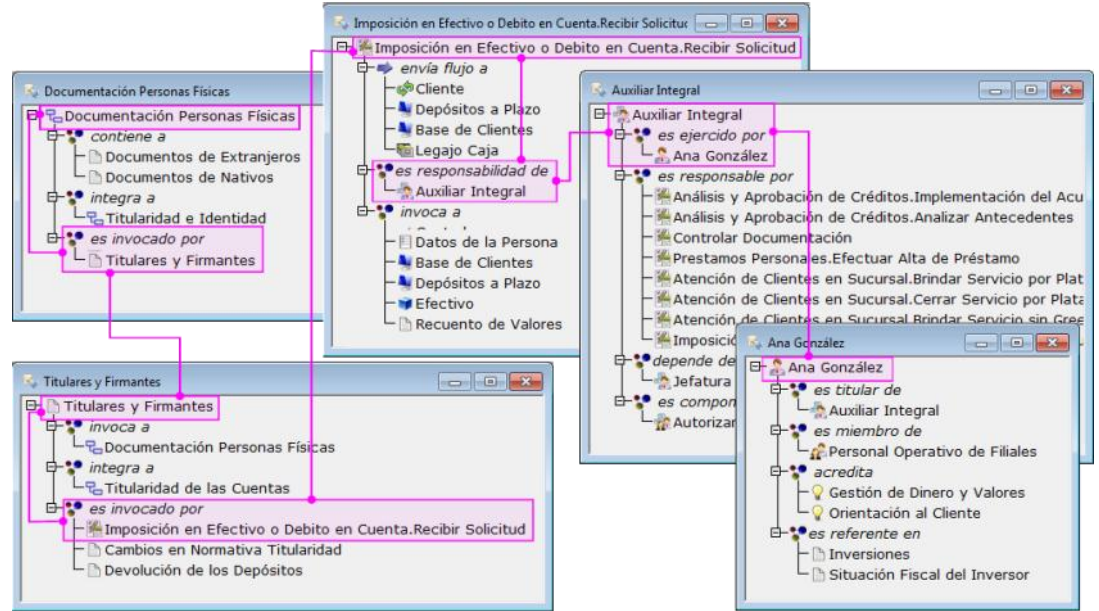 Documentación Personas Físicas
Documentación Personas Físicas
contiene a
Documentos de Extranjeros
Documentos de Nativos
integra a
Titularidad e Identidad
es invocado por
Titulares y Firmantes
Imposición en Efectivo o Debito en Cuenta.Recibir Solicitud
Imposición en Efectivo o Debito en Cuenta.Recibir Solicitud
envía flujo a
Cliente
Depósitos a Plazo
Base de Clientes
Legajo Caja
es responsabilidad de
Auxiliar Integral
invoca a
Datos de la Persona
Base de Clientes
Depósitos a Plazo
Efectivo
Recuento de Valores
Auxiliar Integral
Auxiliar Integral
es ejercido por
Ana González
es responsable por
Análisis y Aprobación de Créditos.Implementación del Acu
Análisis y Aprobación de Créditos.Analizar Antecedentes
Controlar Documentación
Prestamos Personales.Efectuar Alta de Préstamo
Atención de Clientes en Sucursal.Brindar Servicio por Plat
Atención de Clientes en Sucursal.Cerrar Servicio por Plata
Atención de Clientes en Sucursal.Brindar Servicio sin Gree
Imposició
depende de
Jefatura
es compon
Autorizar
Titulares y Firmantes
Titulares y Firmantes
invoca a
Documentación Personas Físicas
integra a
Titularidad de las Cuentas
es invocado por
Imposición en Efectivo o Debito en Cuenta.Recibir Solicitud
Cambios en Normativa Titularidad
Devolución de los Depósitos
Ana González
Ana González
es titular de
Auxiliar Integral
es miembro de
Personal Operativo de Filiales
acredita
Gestión de Dinero y Valores
Orientación al Cliente
es referente en
Inversiones
Situación Fiscal del Inversor